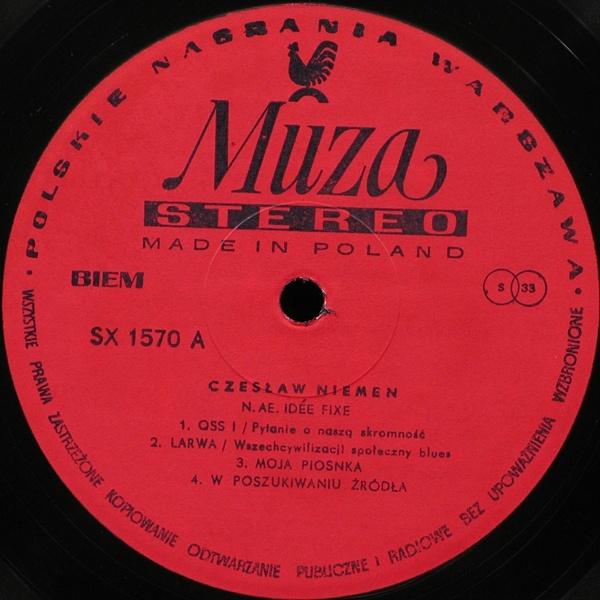 POLSKIE NAGRANIA WARSZAWA
Muza
STEREO
MADE IN POLAND
BIEM
S 33
SX 1570 A
CZESŁAW NIEMEN
N. AE. IDÉE FIXE
1. QSS I / Pytanie o naszą skromność
2. LARWA / Wszechcywilizacji społeczny blues
3. MOJA PIOSNKA
4. W POSZUKIWANIU ŹRÓDŁA
· WSZYSTKIE PRAWA ZASTRZEŻONE KOPIOWANIE ODTWARZANIE PUBLICZNE I RADIOWE BEZ UPOWAŻNIENIA WZBRONIONE ·